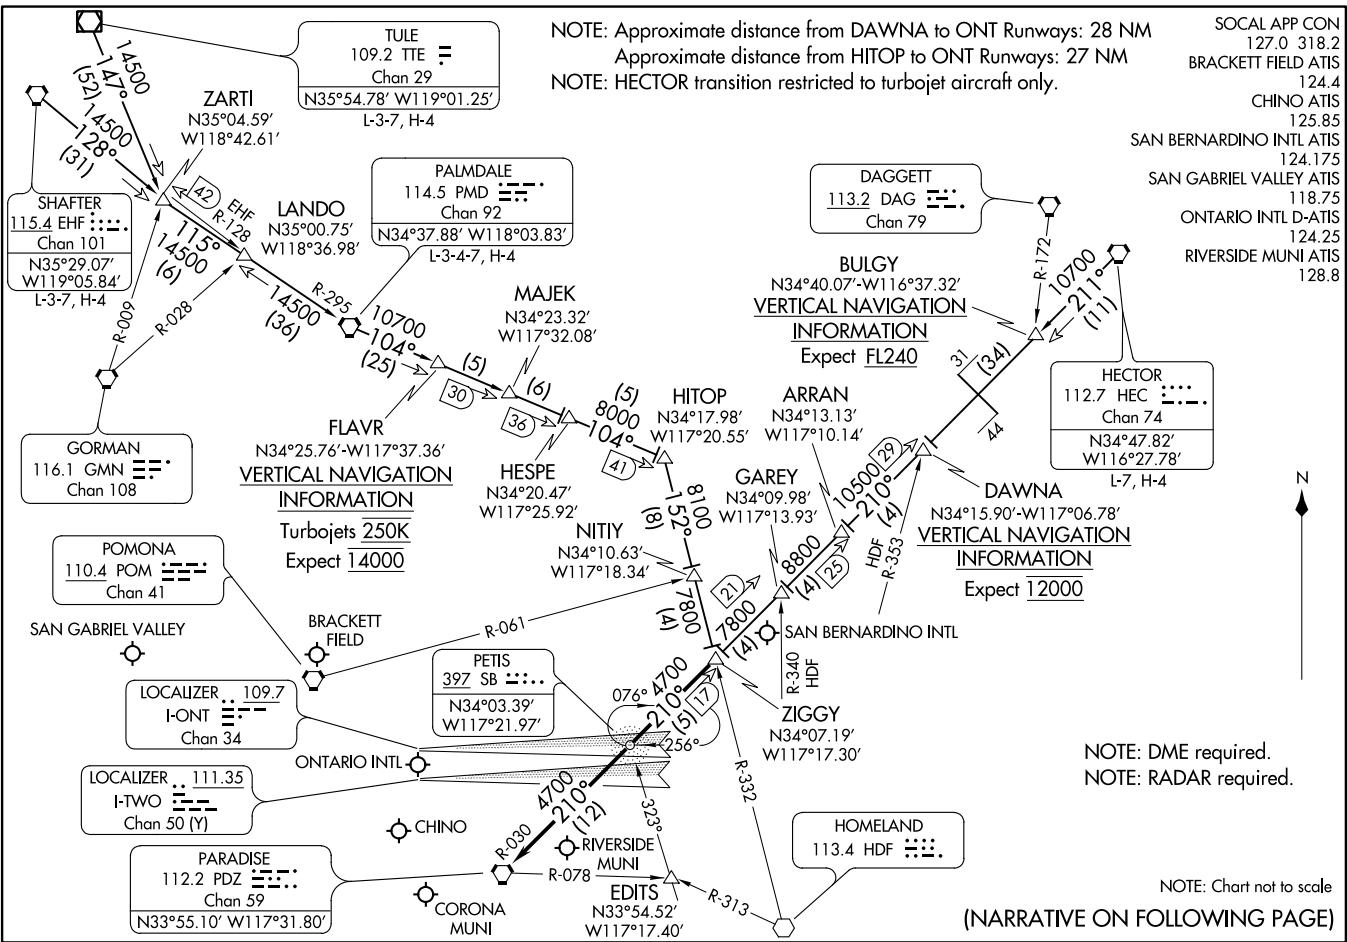 NOTE: Approximate distance from DAWNA to ONT Runways: 28 NM
Approximate distance from HITOP to ONT Runways: 27 NM
NOTE: HECTOR transition restricted to turbojet aircraft only.
SOCAL APP CON
127.0 318.2
BRACKETT FIELD ATIS
124.4
CHINO ATIS
125.85
SAN BERNARDINO INTL ATIS
124.175
SAN GABRIEL VALLEY ATIS
118.75
ONTARIO INTL D-ATIS
124.25
RIVERSIDE MUNI ATIS
128.8
TULE
109.2 TTE
Chan 29
N35°54.78' W119°01.25'
L-3-7, H-4
14500
147°
(52)
14500
128°
(31)
ZARTI
N35°04.59'
W118°42.61'
SHAFTER
115.4 EHF
Chan 101
N35°29.07'
W119°05.84'
L-3-7, H-4
42
EHF
R-128
115°
14500
(6)
LANDO
N35°00.75'
W118°36.98'
PALMDALE
114.5 PMD
Chan 92
N34°37.88' W118°03.83'
L-3-4-7, H-4
R-009
R-028
R-295
14500
(36)
GORMAN
116.1 GMN
Chan 108
10700
104°
(25)
FLAVR
N34°25.76'-W117°37.36'
VERTICAL NAVIGATION
INFORMATION
Turbojets 250K
Expect 14000
(5)
30
MAJEK
N34°23.32'
W117°32.08'
(6)
36
HESPE
N34°20.47'
W117°25.92'
(5)
8000
104°
41
HITOP
N34°17.98'
W117°20.55'
8100
152°
(8)
NITIY
N34°10.63'
W117°18.34'
7800
(4)
DAGGETT
113.2 DAG
Chan 79
R-172
BULGY
N34°40.07'-W116°37.32'
VERTICAL NAVIGATION
INFORMATION
Expect FL240
10700
211°
(11)
HECTOR
112.7 HEC
Chan 74
N34°47.82'
W116°27.78'
L-7, H-4
31
(34)
44
ARRAN
N34°13.13'
W117°10.14'
29
10500
210°
(4)
DAWNA
N34°15.90'-W117°06.78'
VERTICAL NAVIGATION
INFORMATION
Expect 12000
HDF
R-353
GAREY
N34°09.98'
W117°13.93'
8800
(4)
25
21
7800
(4)
SAN BERNARDINO INTL
R-340
HDF
ZIGGY
N34°07.19'
W117°17.30'
POMONA
110.4 POM
Chan 41
SAN GABRIEL VALLEY
BRACKETT
FIELD
R-061
PETIS
397 SB
N34°03.39'
W117°21.97'
076°
4700
210°
(5)
17
256°
LOCALIZER 109.7
I-ONT
Chan 34
ONTARIO INTL
LOCALIZER 111.35
I-TWO
Chan 50 (Y)
CHINO
4700
210°
(12)
R-030
323°
R-332
PARADISE
112.2 PDZ
Chan 59
N33°55.10' W117°31.80'
RIVERSIDE
MUNI
R-078
CORONA
MUNI
EDITS
N33°54.52'
W117°17.40'
R-313
HOMELAND
113.4 HDF
N
NOTE: DME required.
NOTE: RADAR required.
NOTE: Chart not to scale
(NARRATIVE ON FOLLOWING PAGE)